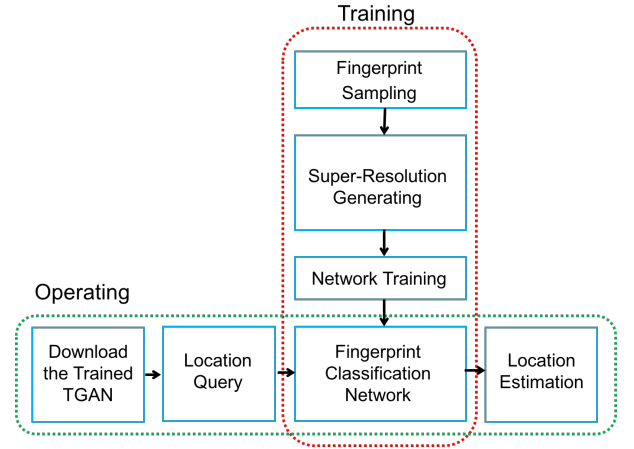 Training
Fingerprint
Sampling
Super-Resolution
Generating
Network Training
Operating
Download
the Trained
TGAN
Location
Query
Fingerprint
Classification
Network
Location
Estimation